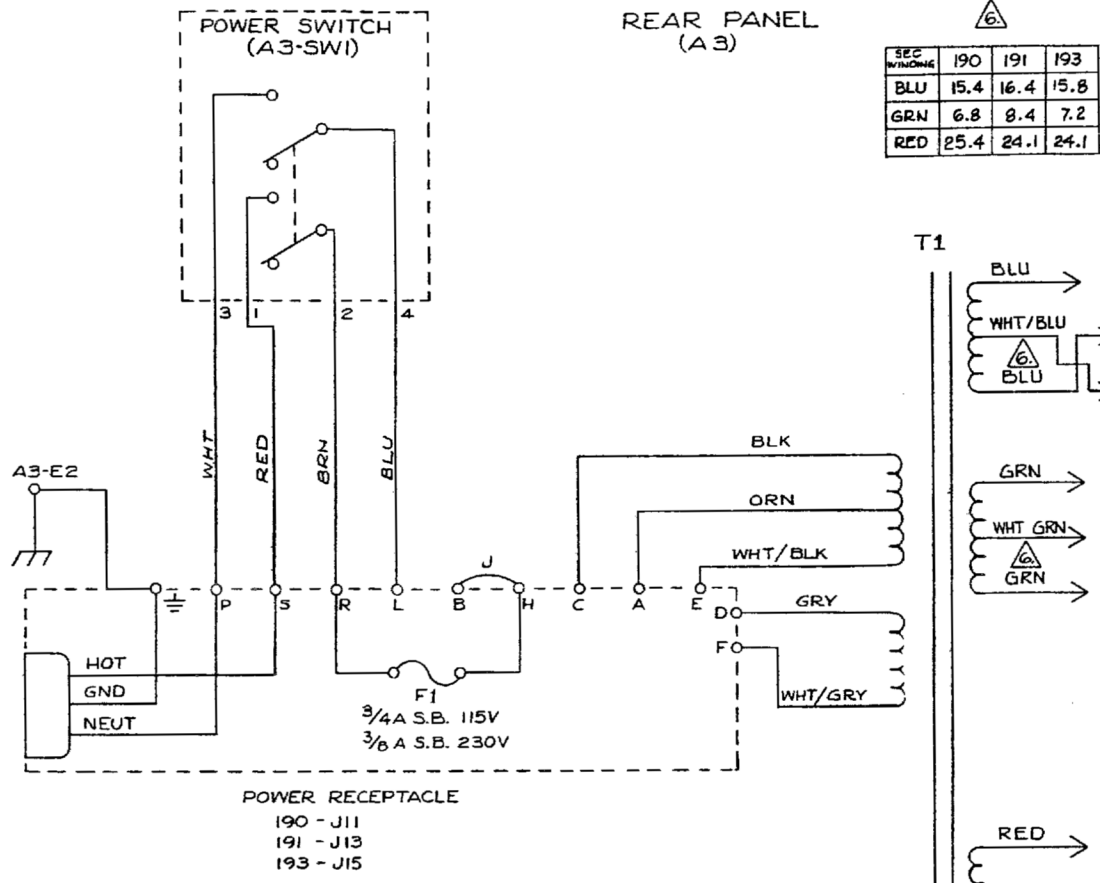 POWER SWITCH
(A3-SW1)
REAR PANEL
(A3)
6.
SEC WINDING 190 191 193
BLU 15.4 16.4 15.8
GRN 6.8 8.4 7.2
RED 25.4 24.1 24.1
T1
BLU
WHT/BLU
6.
BLU
3 1 2 4
WHT
RED
BRN
BLU
BLK
ORN
WHT/BLK
GRN
WHT GRN
6.
GRN
A3-E2
J
P S R L B H C A E
D GRY
F
WHT/GRY
HOT
GND
NEUT
F1
3/4A S.B. 115V
3/8A S.B. 230V
POWER RECEPTACLE
190 - J11
191 - J13
193 - J15
RED